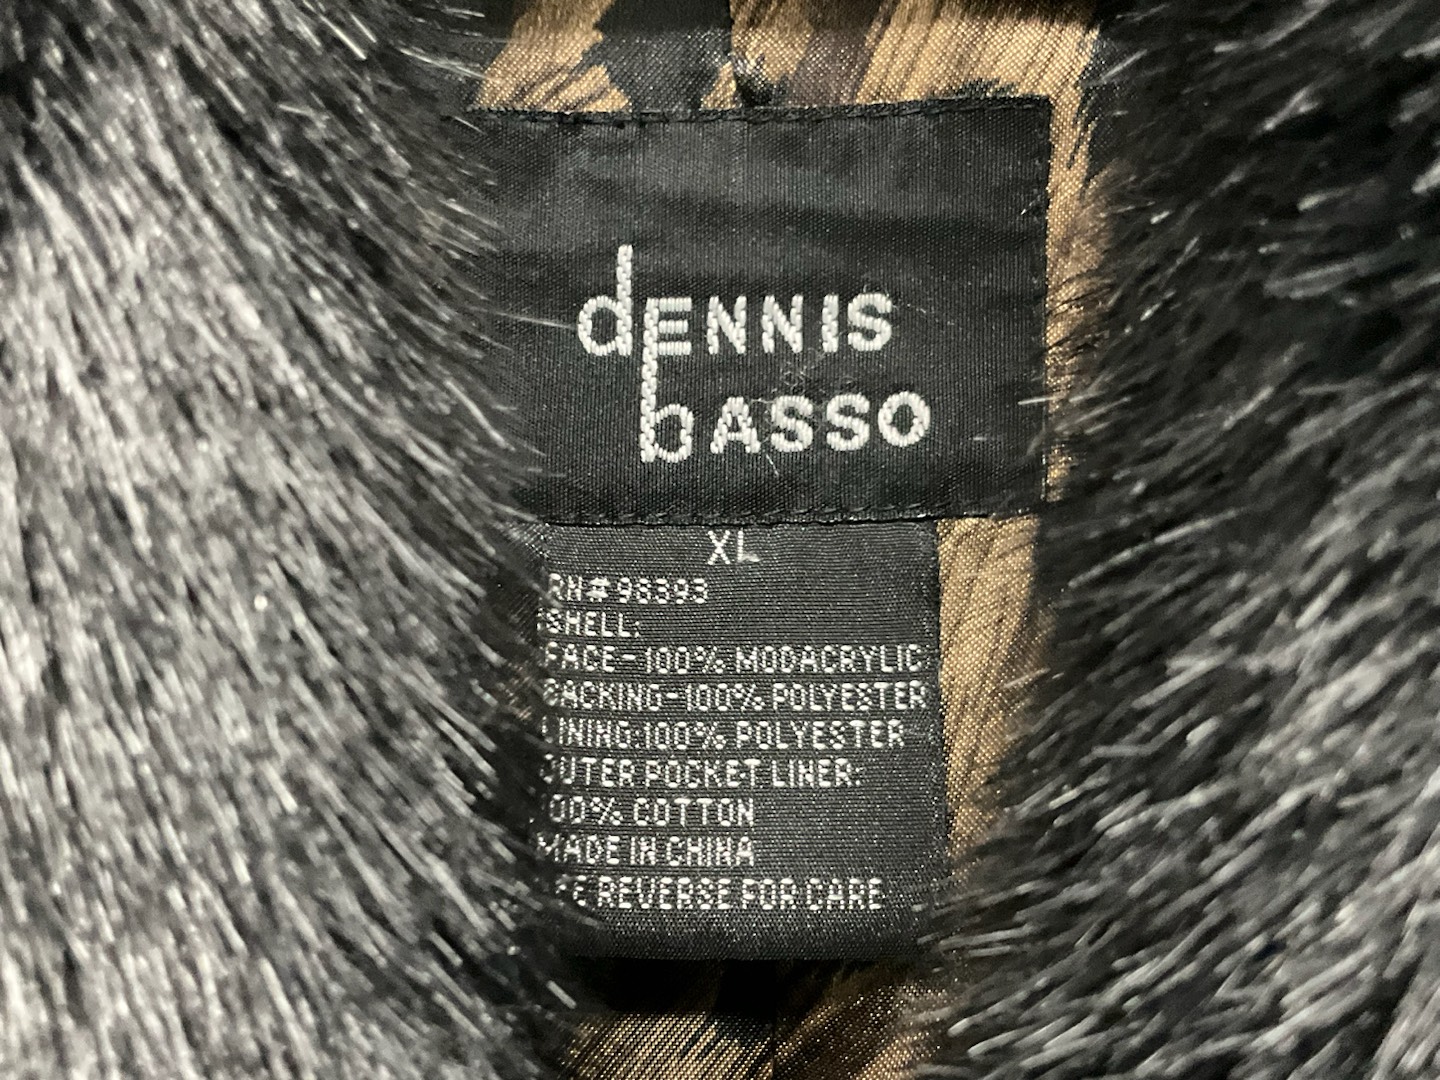 dENNIS
bASSO
XL
RN# 98393
SHELL:
FACE-100% MODACRYLIC
BACKING-100% POLYESTER
LINING:100% POLYESTER
OUTER POCKET LINER:
100% COTTON
MADE IN CHINA
REVERSE FOR CARE